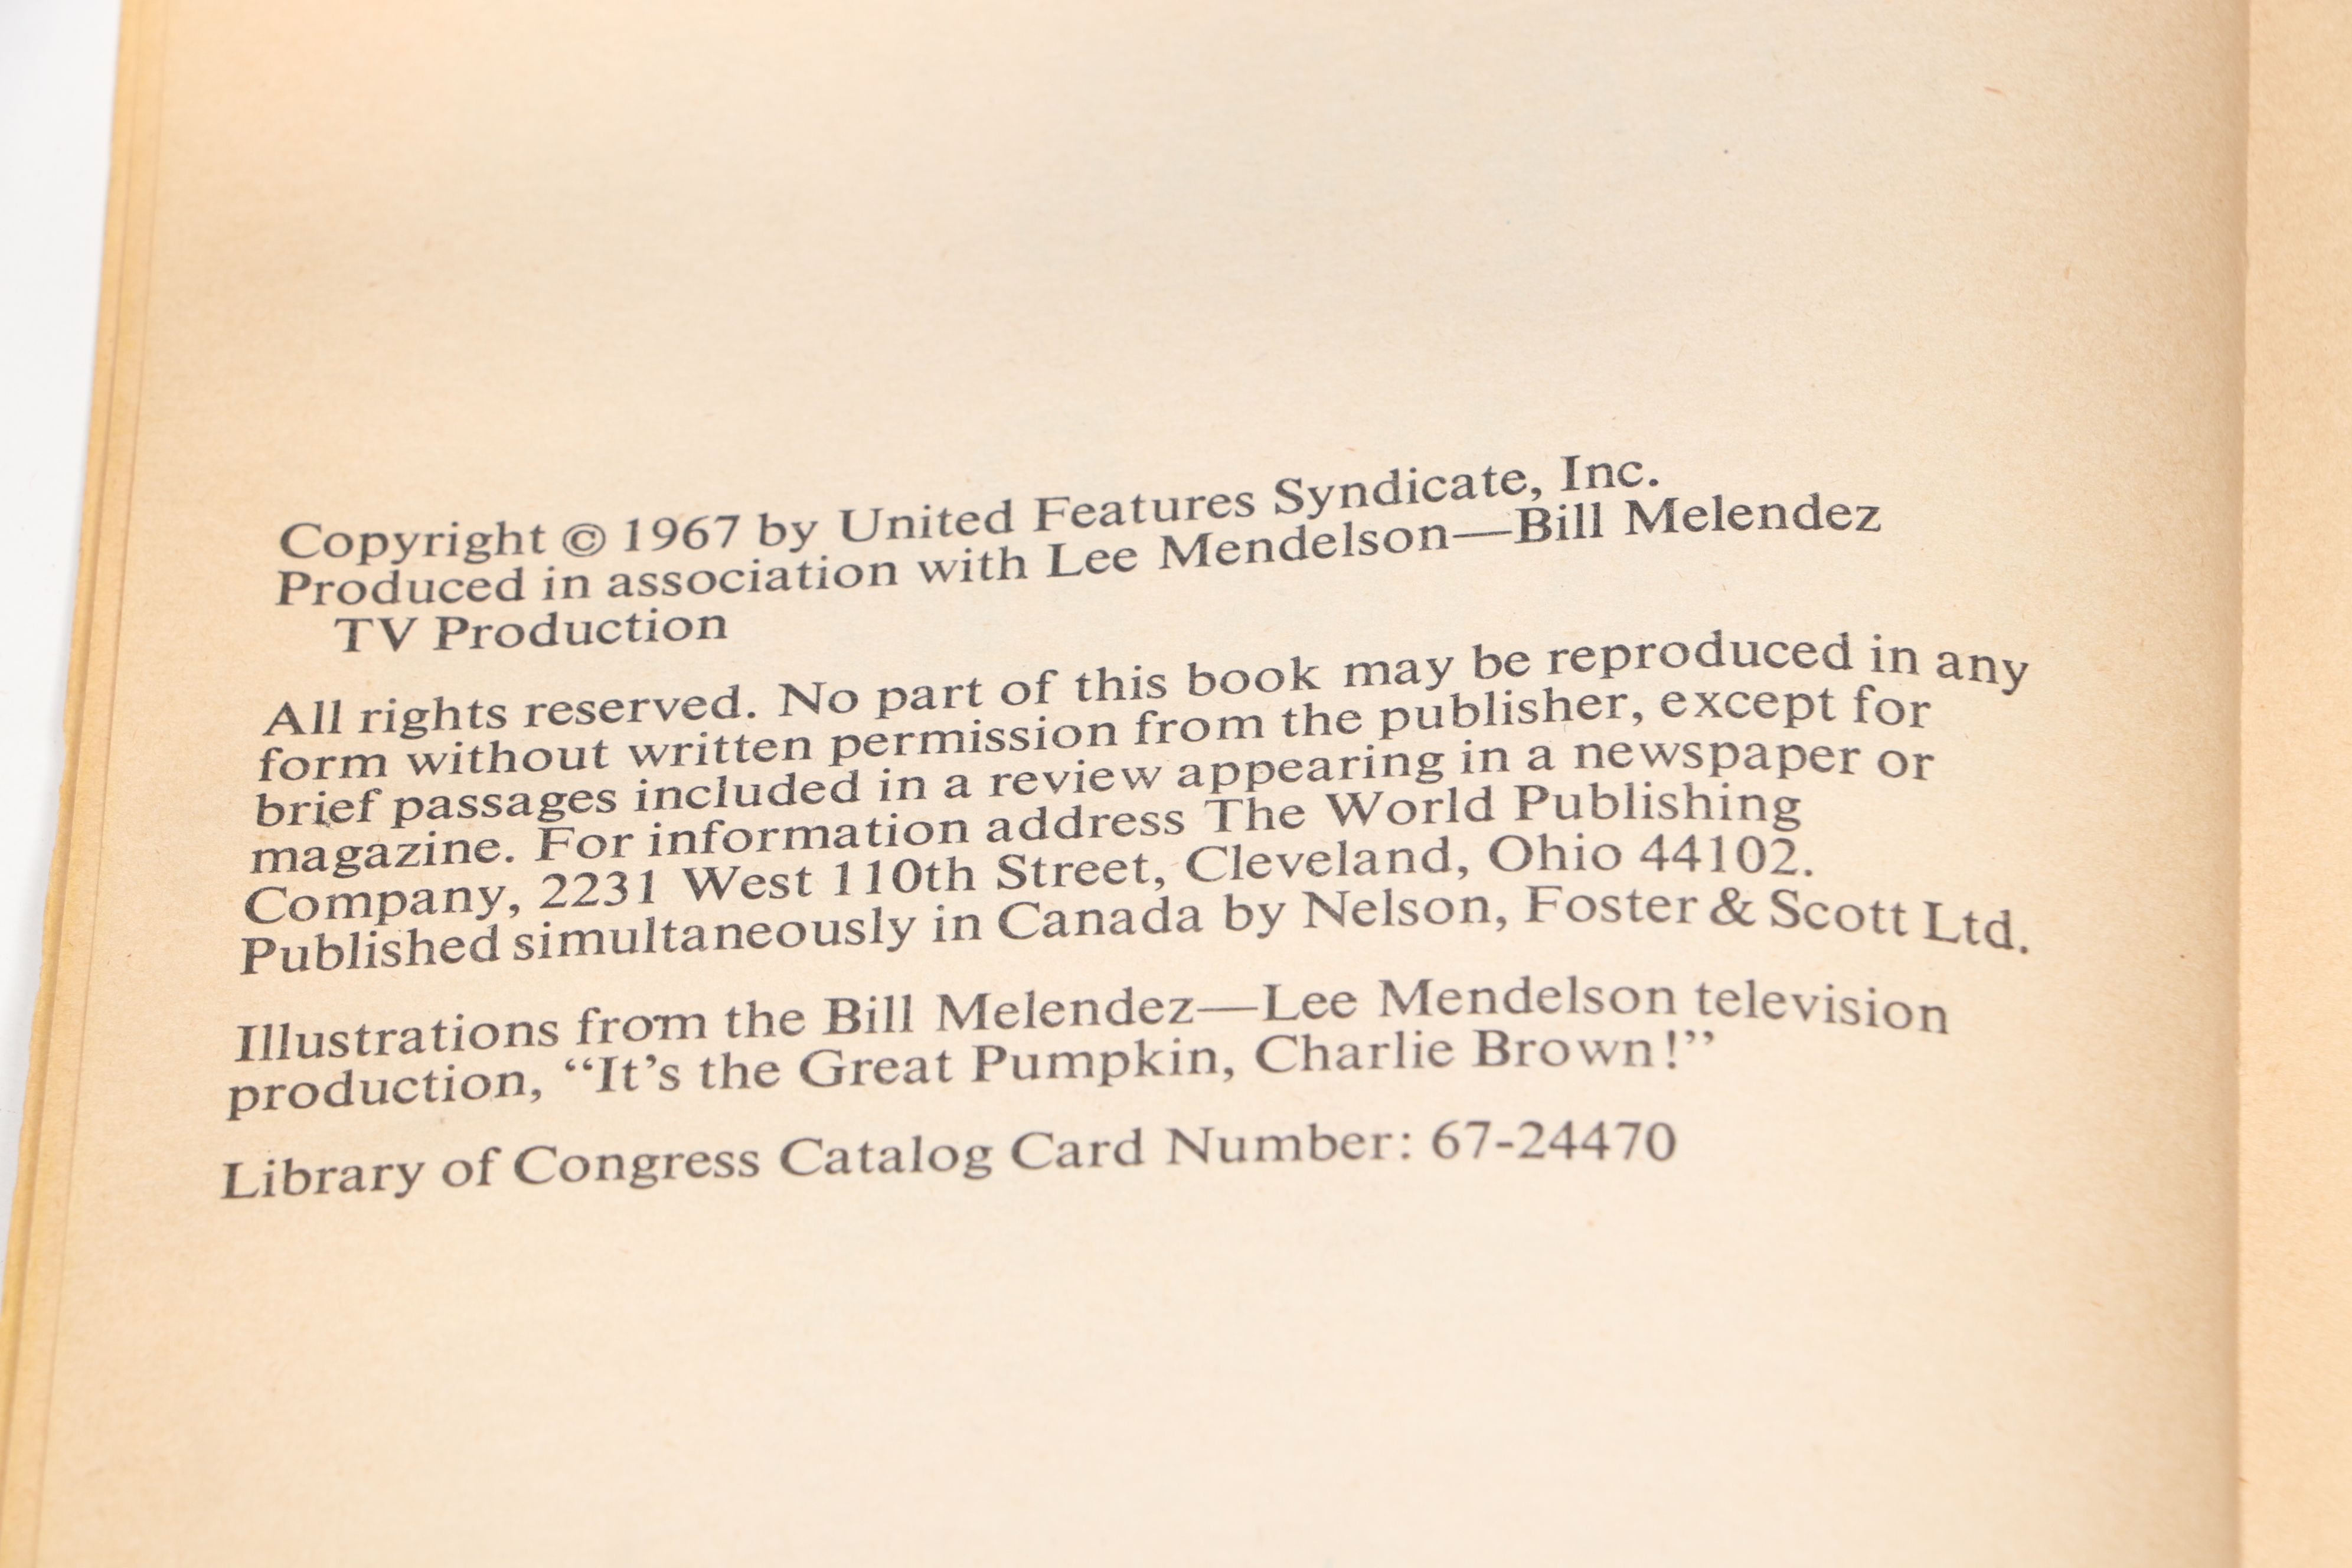 Copyright © 1967 by United Features Syndicate, Inc.
Produced in association with Lee Mendelson—Bill Melendez
TV Production
All rights reserved. No part of this book may be reproduced in any
form without written permission from the publisher, except for
brief passages included in a review appearing in a newspaper or
magazine. For information address The World Publishing
Company, 2231 West 110th Street, Cleveland, Ohio 44102.
Published simultaneously in Canada by Nelson, Foster & Scott Ltd.
Illustrations from the Bill Melendez—Lee Mendelson television
production, “It’s the Great Pumpkin, Charlie Brown!”
Library of Congress Catalog Card Number: 67-24470